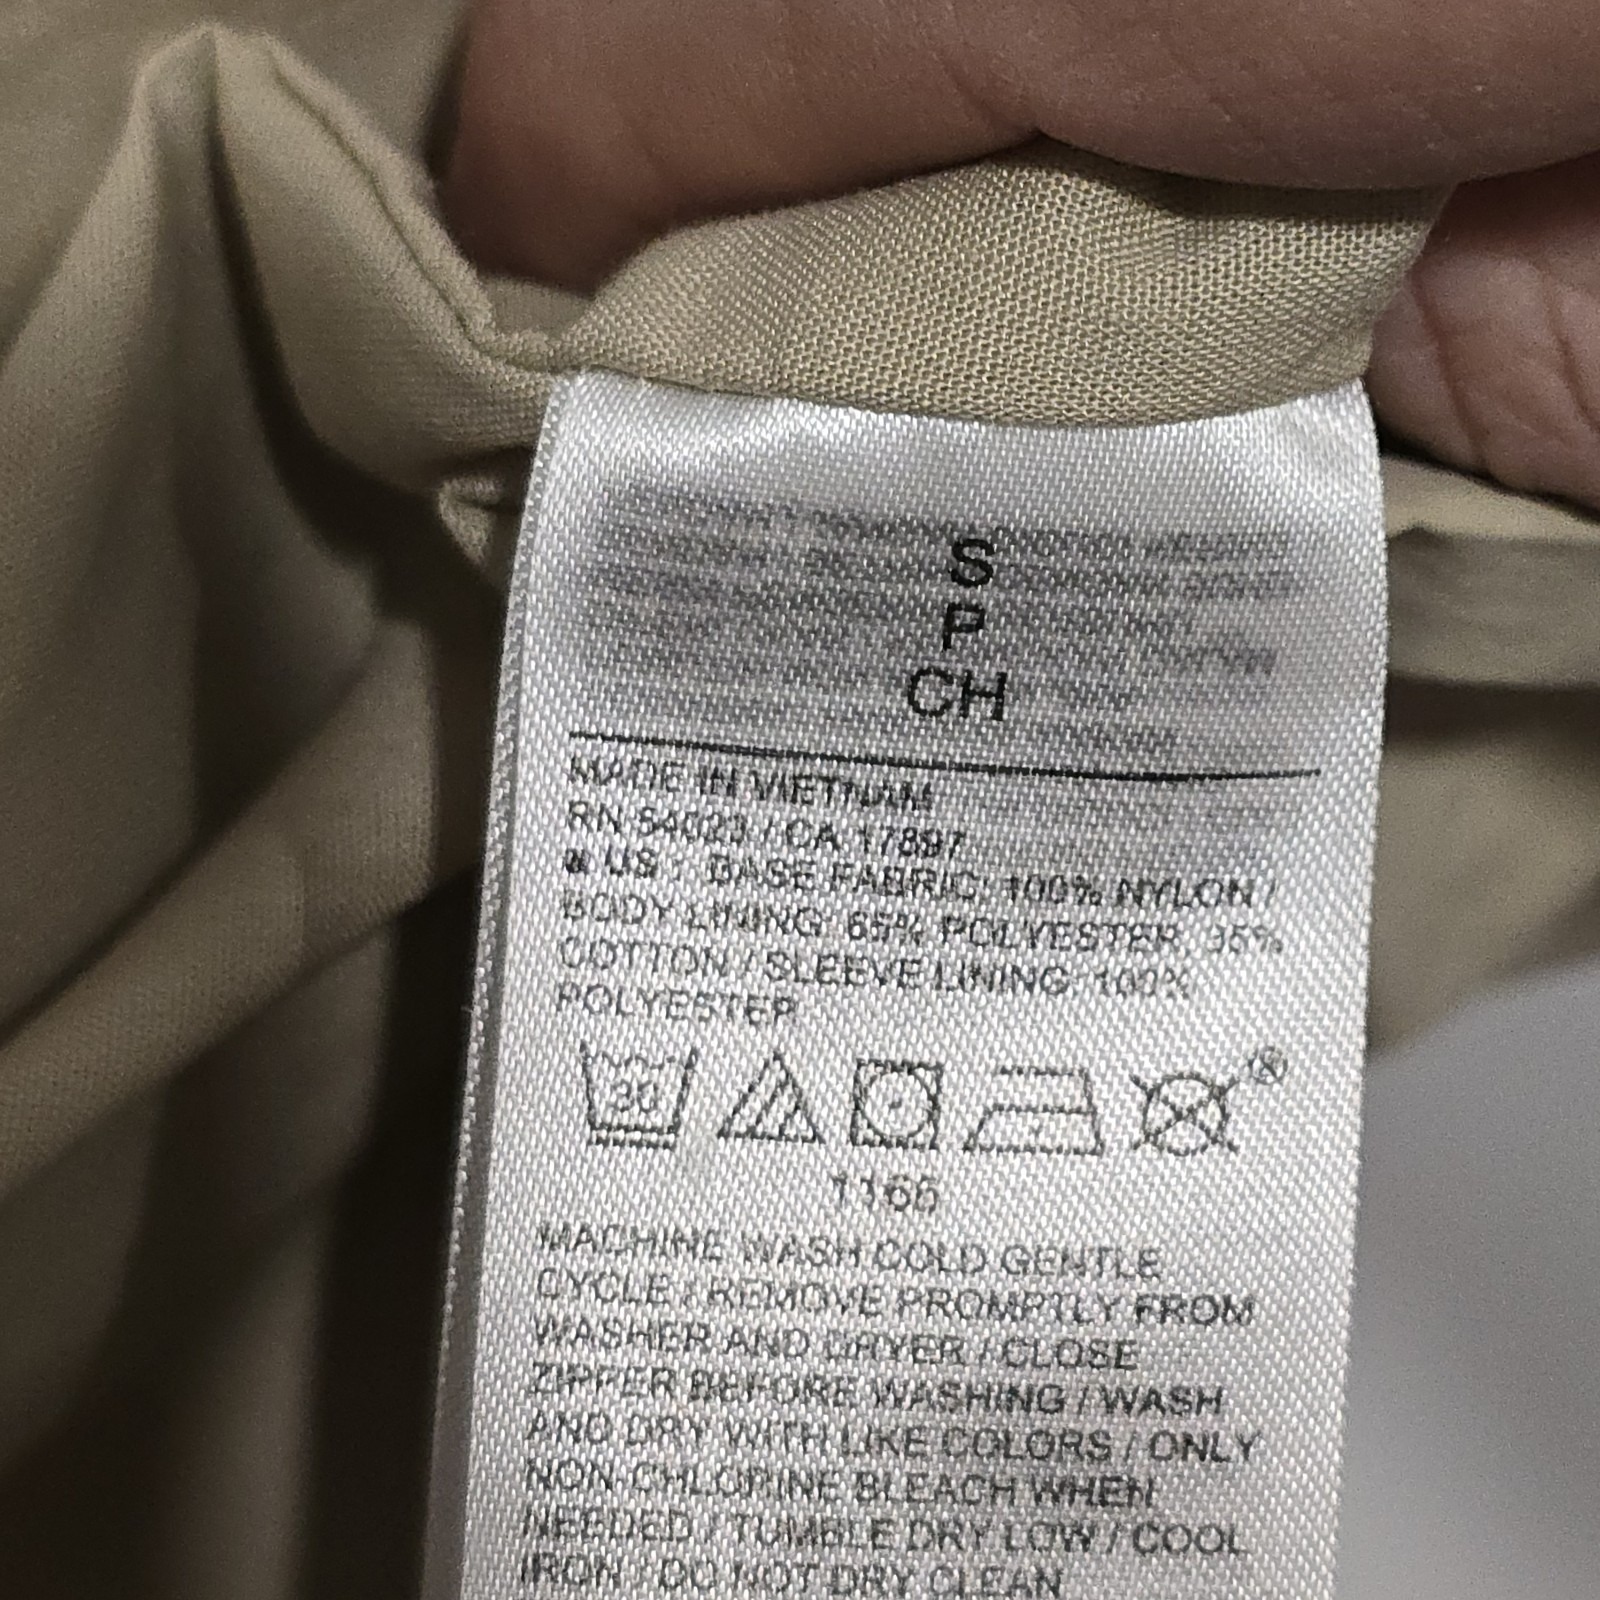 S
P
CH
MADE IN VIETNAM
RN 54023 / CA 17897
US : BASE FABRIC: 100% NYLON /
BODY LINING: 65% POLYESTER, 35%
COTTON / SLEEVE LINING: 100%
POLYESTER
30
®
1166
MACHINE WASH COLD GENTLE
CYCLE / REMOVE PROMPTLY FROM
WASHER AND DRYER / CLOSE
ZIPPER BEFORE WASHING / WASH
AND DRY WITH LIKE COLORS / ONLY
NON-CHLORINE BLEACH WHEN
NEEDED / TUMBLE DRY LOW / COOL
IRON / DO NOT DRY CLEAN